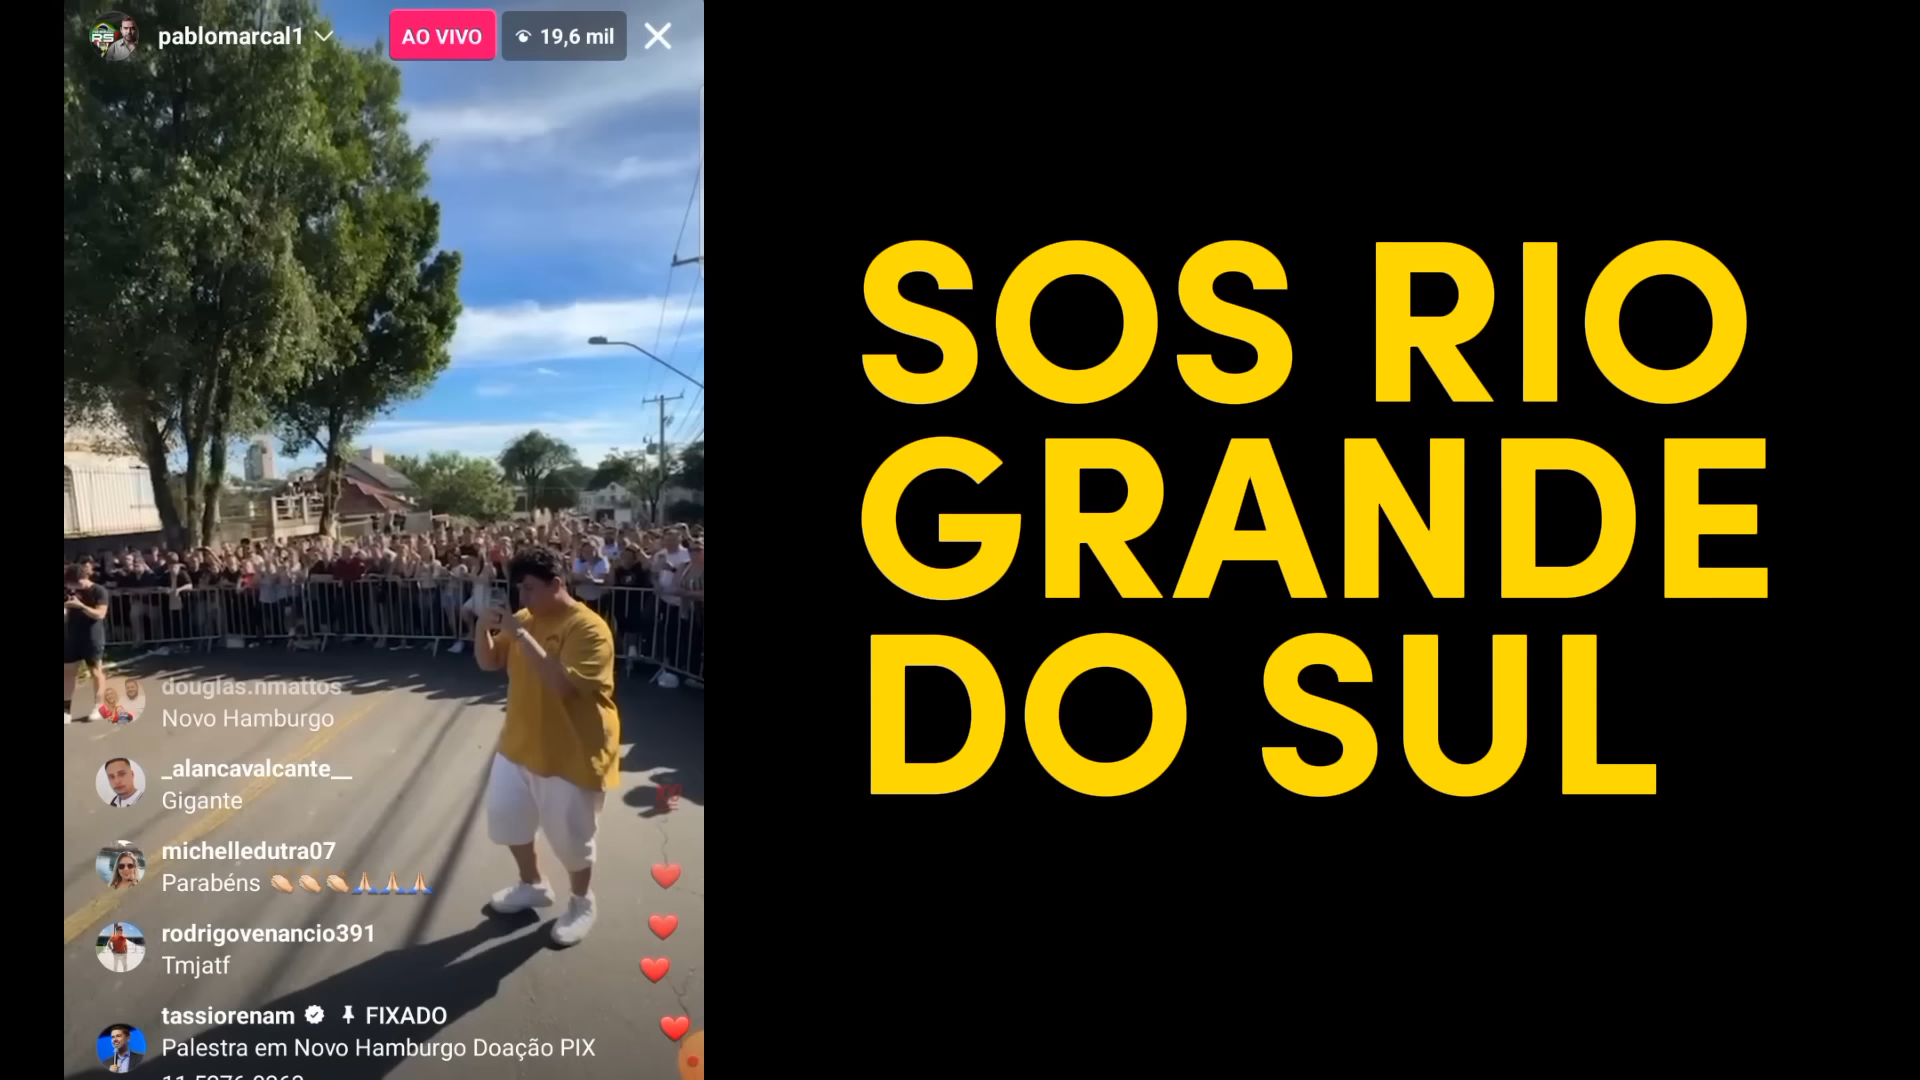 pablomarcal1
AO VIVO
19,6 mil
RS
douglas.nmattos
Novo Hamburgo
_alancavalcante__
Gigante
michelledutra07
Parabéns 👏🏻👏🏻👏🏻🙏🏻🙏🏻🙏🏻
rodrigovenancio391
Tmjatf
tassiorenam FIXADO
Palestra em Novo Hamburgo Doação PIX
SOS RIO
GRANDE
DO SUL